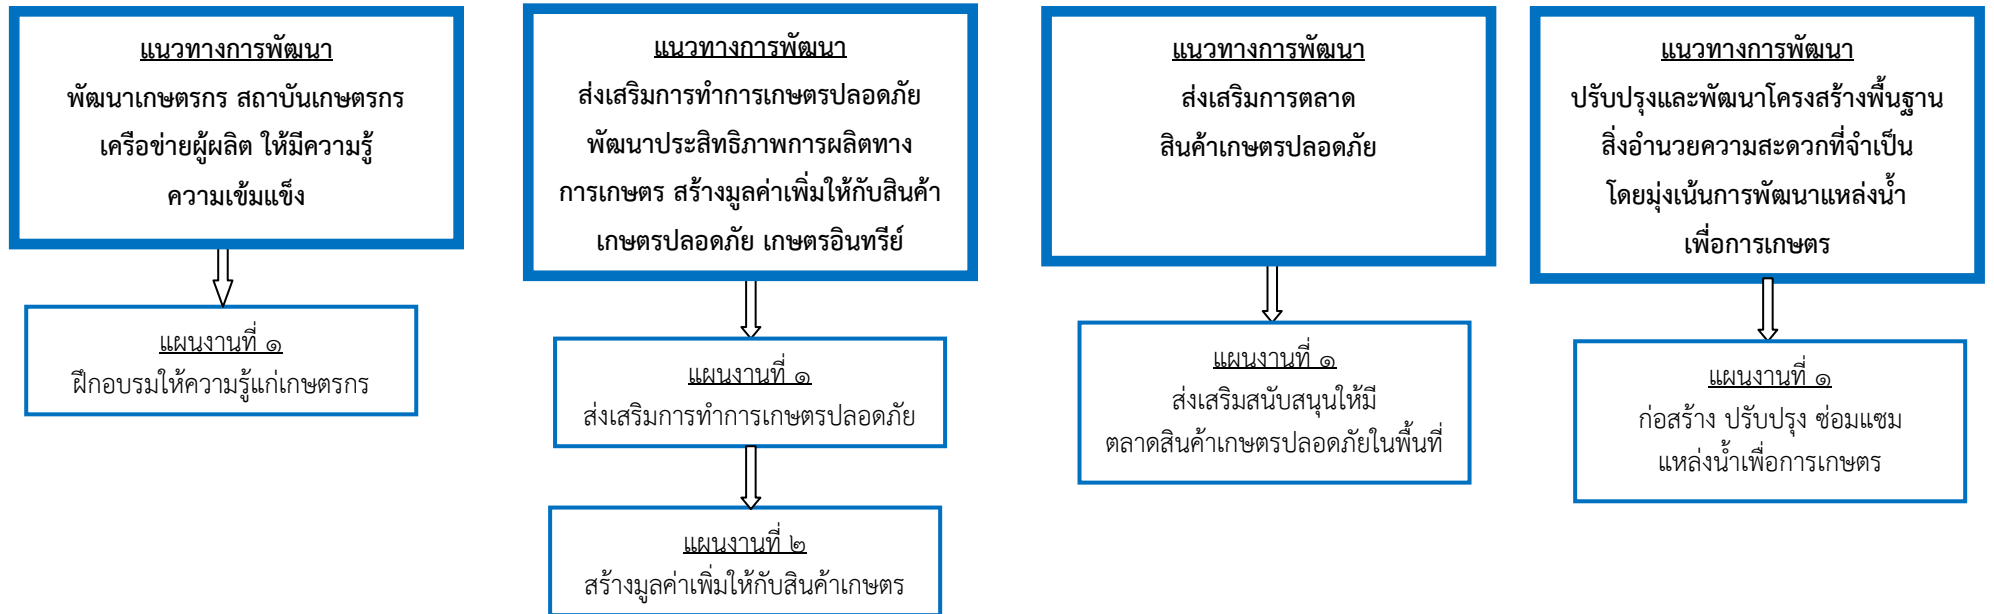 แนวทางการพัฒนา
พัฒนาเกษตรกร สถาบันเกษตรกร
เครือข่ายผู้ผลิต ให้มีความรู้
ความเข้มแข็ง
แผนงานที่ ๑
ฝึกอบรมให้ความรู้แก่เกษตรกร
แนวทางการพัฒนา
ส่งเสริมการทำการเกษตรปลอดภัย
พัฒนาประสิทธิภาพการผลิตทาง
การเกษตร สร้างมูลค่าเพิ่มให้กับสินค้า
เกษตรปลอดภัย เกษตรอินทรีย์
แผนงานที่ ๑
ส่งเสริมการทำการเกษตรปลอดภัย
แผนงานที่ ๒
สร้างมูลค่าเพิ่มให้กับสินค้าเกษตร
แนวทางการพัฒนา
ส่งเสริมการตลาด
สินค้าเกษตรปลอดภัย
แผนงานที่ ๑
ส่งเสริมสนับสนุนให้มี
ตลาดสินค้าเกษตรปลอดภัยในพื้นที่
แนวทางการพัฒนา
ปรับปรุงและพัฒนาโครงสร้างพื้นฐาน
สิ่งอำนวยความสะดวกที่จำเป็น
โดยมุ่งเน้นการพัฒนาแหล่งน้ำ
เพื่อการเกษตร
แผนงานที่ ๑
ก่อสร้าง ปรับปรุง ซ่อมแซม
แหล่งน้ำเพื่อการเกษตร